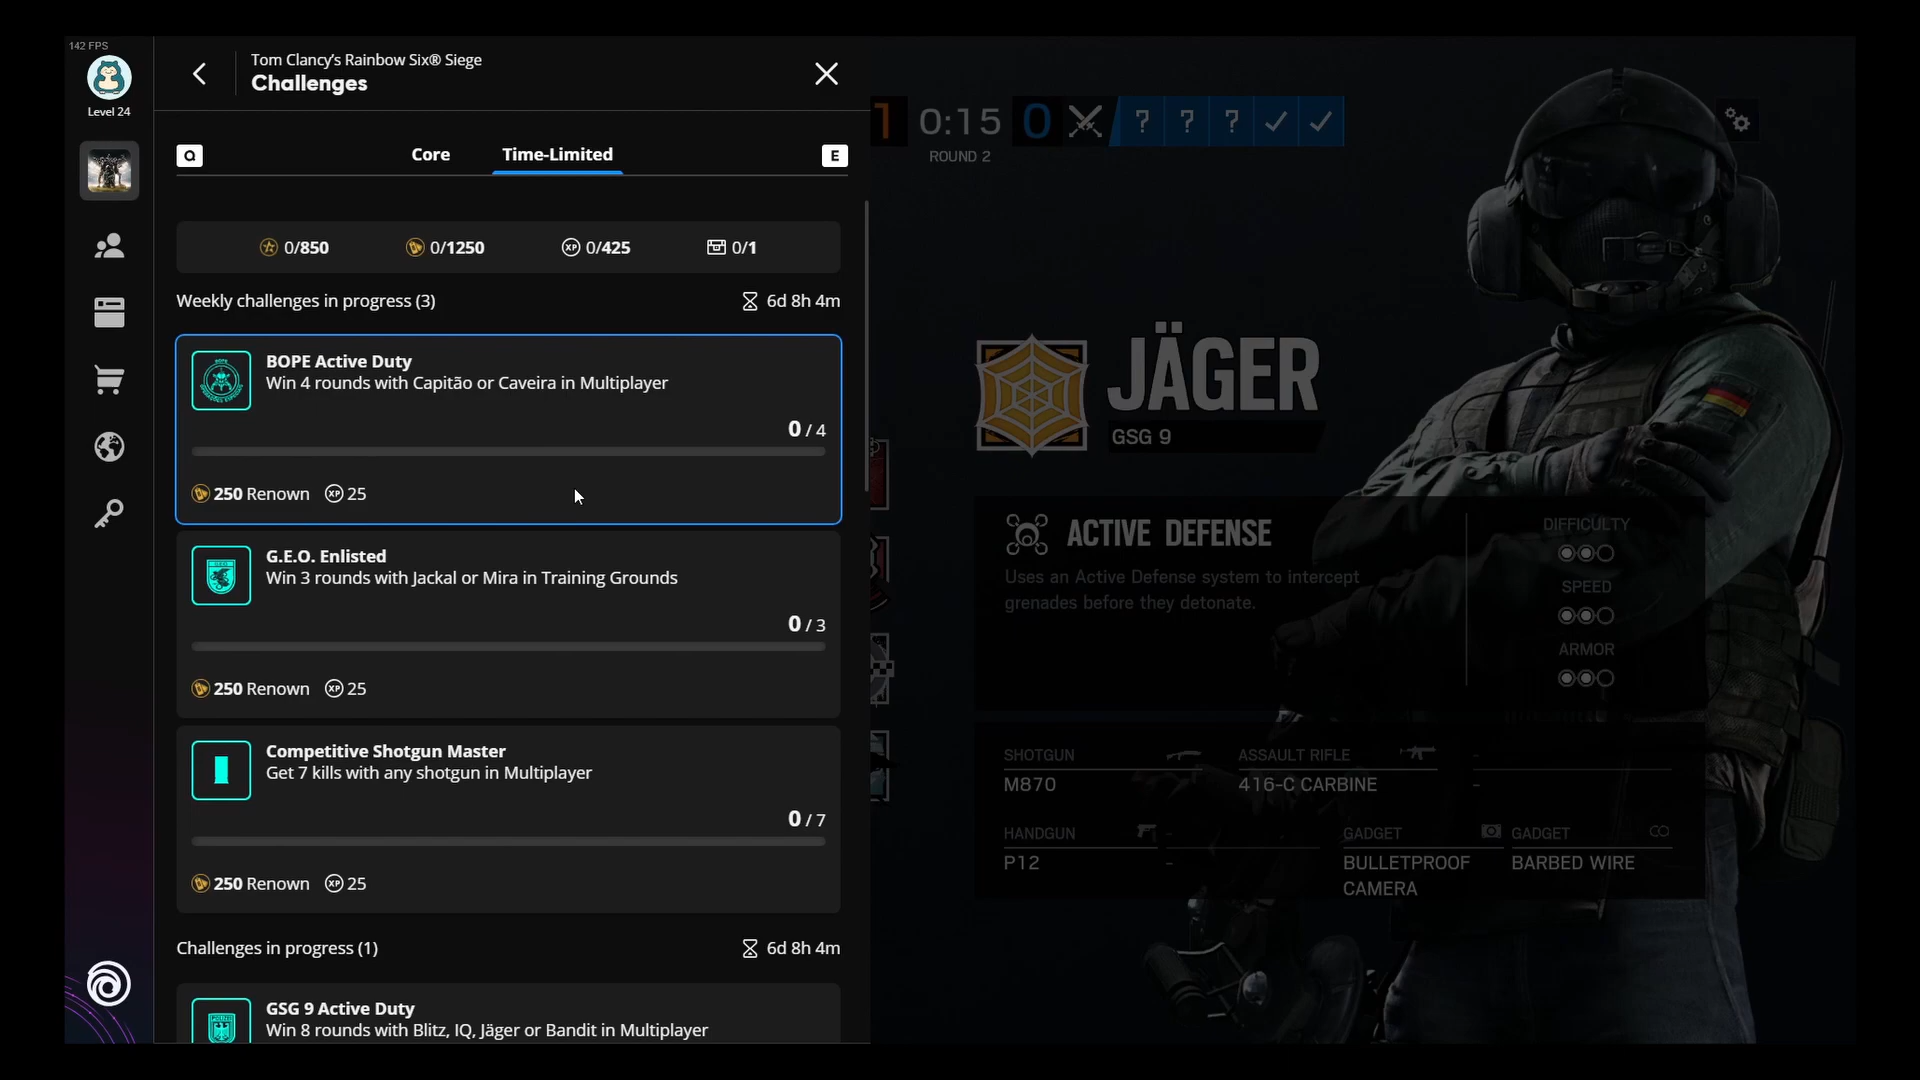 142 FPS
Level 24
Tom Clancy's Rainbow Six® Siege
Challenges
Q
Core
Time-Limited
E
0/850
0/1250
XP 0/425
0/1
Weekly challenges in progress (3)
6d 8h 4m
BOPE Active Duty
Win 4 rounds with Capitão or Caveira in Multiplayer
0 / 4
250 Renown XP 25
G.E.O. Enlisted
Win 3 rounds with Jackal or Mira in Training Grounds
0 / 3
250 Renown XP 25
Competitive Shotgun Master
Get 7 kills with any shotgun in Multiplayer
0 / 7
250 Renown XP 25
Challenges in progress (1)
6d 8h 4m
GSG 9 Active Duty
Win 8 rounds with Blitz, IQ, Jäger or Bandit in Multiplayer
1 0:15 0 ? ? ?
ROUND 2
JÄGER
GSG 9
ACTIVE DEFENSE
Uses an Active Defense system to intercept
grenades before they detonate.
DIFFICULTY
SPEED
ARMOR
SHOTGUN
M870
ASSAULT RIFLE
416-C CARBINE
-
-
HANDGUN
P12
-
-
GADGET
BULLETPROOF
CAMERA
GADGET
BARBED WIRE